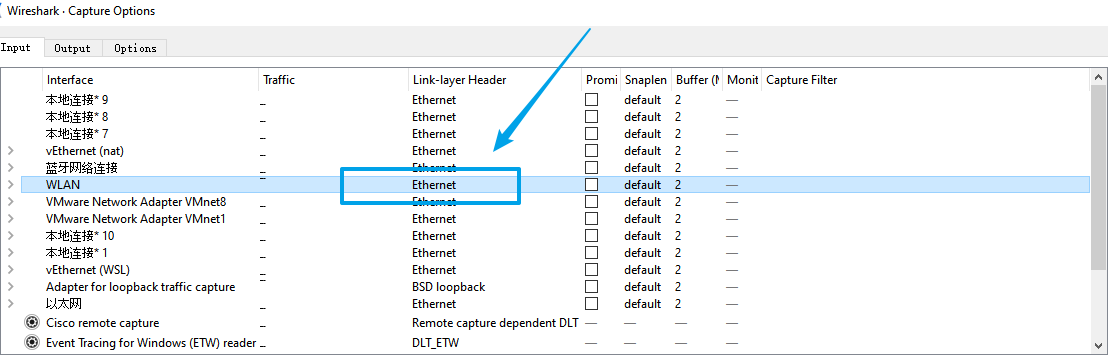 Wireshark · Capture Options
Input Output Options
Interface Traffic Link-layer Header Promi Snaplen Buffer (M Monit Capture Filter
本地连接* 9 _ Ethernet default 2 —
本地连接* 8 _ Ethernet default 2 —
本地连接* 7 _ Ethernet default 2 —
vEthernet (nat) _ Ethernet default 2 —
蓝牙网络连接 _ Ethernet default 2 —
WLAN _ Ethernet default 2 —
VMware Network Adapter VMnet8 _ Ethernet default 2 —
VMware Network Adapter VMnet1 _ Ethernet default 2 —
本地连接* 10 _ Ethernet default 2 —
本地连接* 1 _ Ethernet default 2 —
vEthernet (WSL) _ Ethernet default 2 —
Adapter for loopback traffic capture _ BSD loopback default 2 —
以太网 _ Ethernet default 2 —
Cisco remote capture _ Remote capture dependent DLT — — — —
Event Tracing for Windows (ETW) reader _ DLT_ETW — — — —